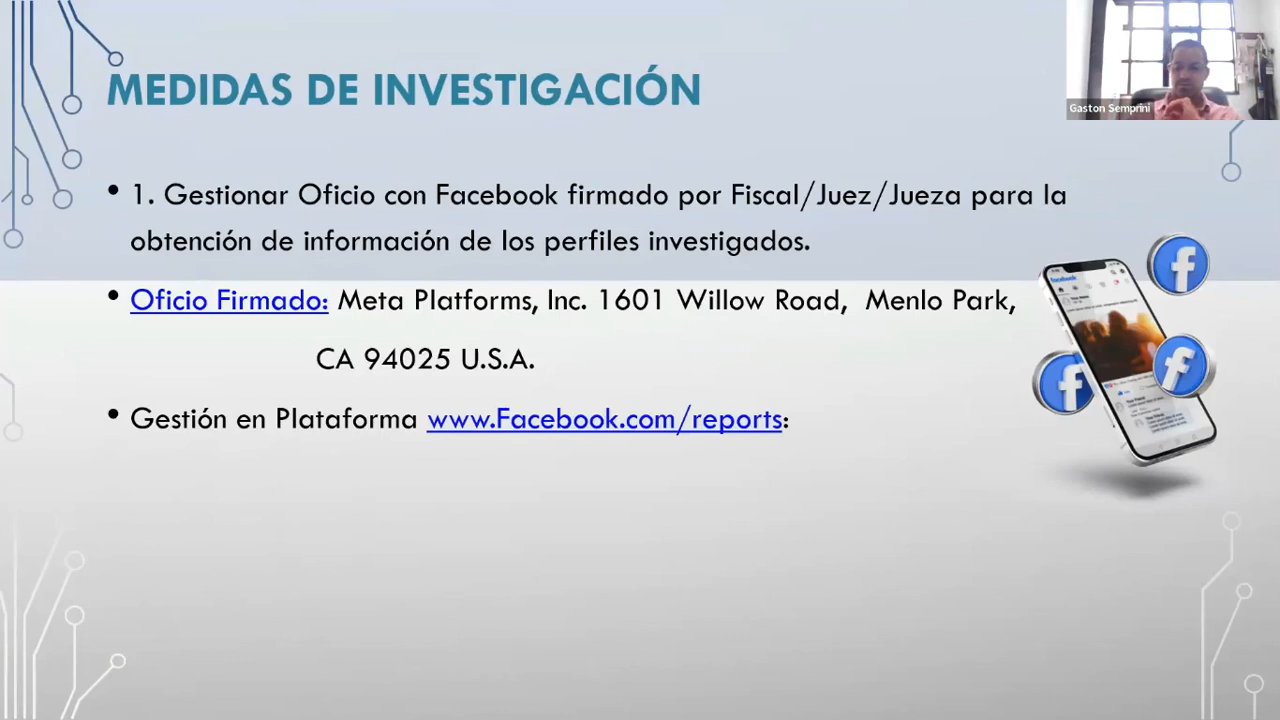 MEDIDAS DE INVESTIGACIÓN
Gaston Semprini
• 1. Gestionar Oficio con Facebook firmado por Fiscal/Juez/Jueza para la
obtención de información de los perfiles investigados.
• Oficio Firmado: Meta Platforms, Inc. 1601 Willow Road, Menlo Park,
CA 94025 U.S.A.
• Gestión en Plataforma www.Facebook.com/reports:
facebook